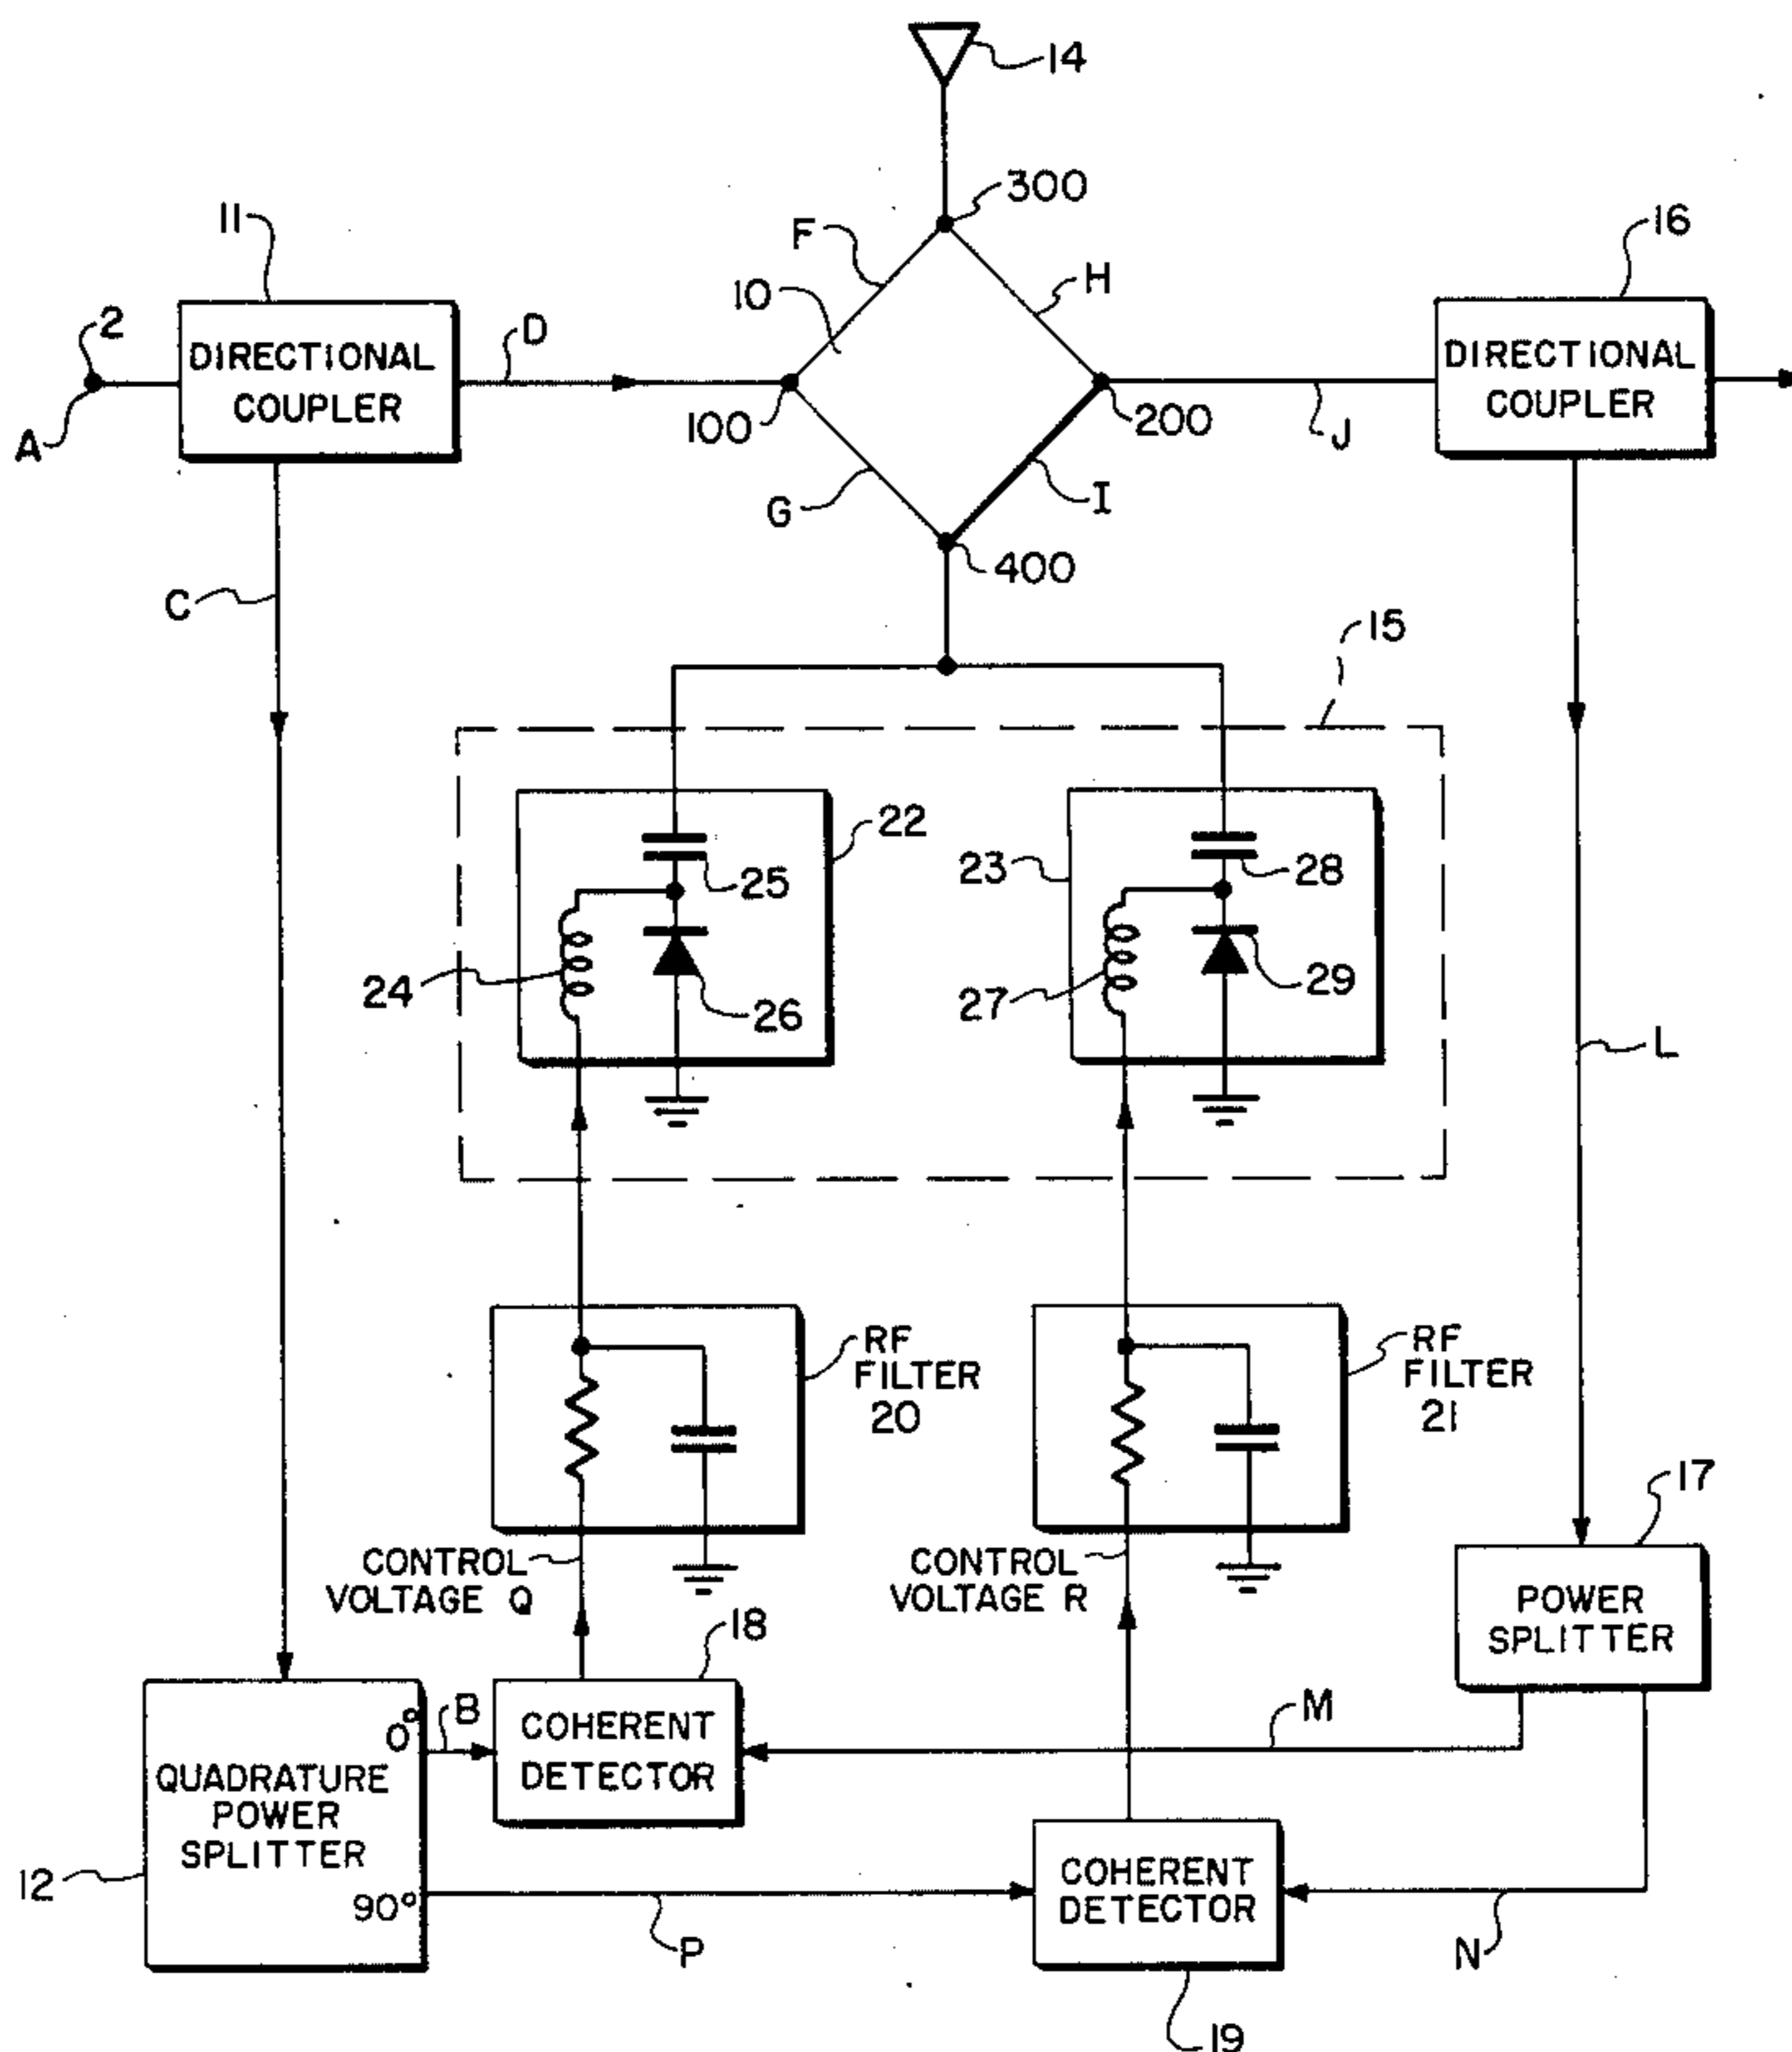 14
300
11
F
H
16
10
2
D
DIRECTIONAL
COUPLER
DIRECTIONAL
COUPLER
A
100
200
J
G
I
400
C
15
22
23
25
28
24
26
27
29
L
RF
FILTER
20
RF
FILTER
21
17
CONTROL
VOLTAGE Q
CONTROL
VOLTAGE R
POWER
SPLITTER
18
M
0°
B
COHERENT
DETECTOR
QUADRATURE
POWER
SPLITTER
12
90°
COHERENT
DETECTOR
P
N
19